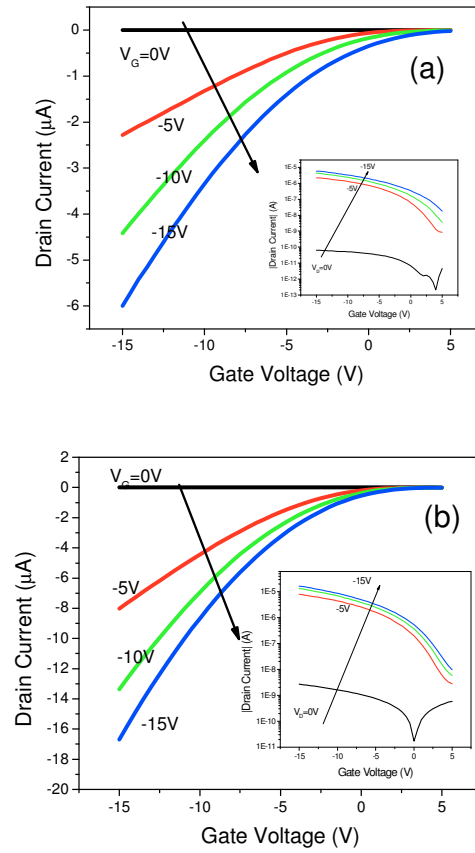 0
-1
-2
-3
-4
-5
-6
Drain Current (μA)
-15 -10 -5 0 5
Gate Voltage (V)
V_G=0V
-5V
-10V
-15V
(a)
1E-5
1E-6
1E-7
1E-8
1E-9
1E-10
1E-11
1E-12
1E-13
|Drain Current| (A)
-15V
-5V
V_D=0V
-15 -10 -5 0 5
Gate Voltage (V)
2
0
-2
-4
-6
-8
-10
-12
-14
-16
-18
-20
Drain Current (μA)
-15 -10 -5 0 5
Gate Voltage (V)
V_G=0V
-5V
-10V
-15V
(b)
1E-5
1E-6
1E-7
1E-8
1E-9
1E-10
1E-11
|Drain Current| (A)
-15V
-5V
V_D=0V
-15 -10 -5 0 5
Gate Voltage (V)